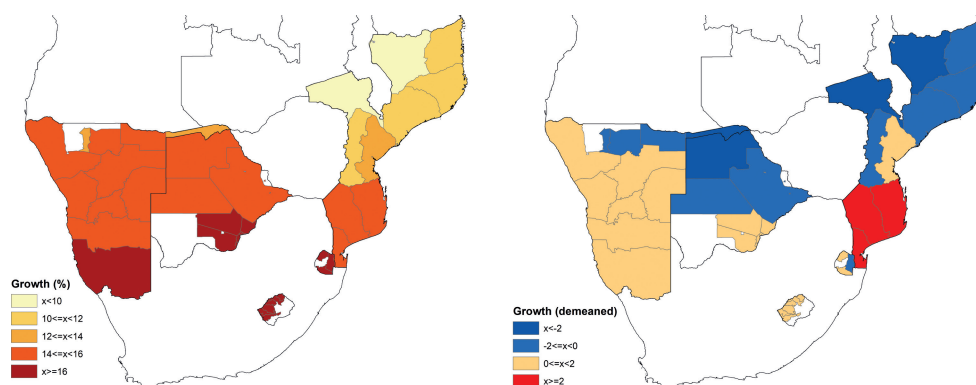 Growth (%)
x<10
10<=x<12
12<=x<14
14<=x<16
x>=16
Growth (demeaned)
x<-2
-2<=x<0
0<=x<2
x>=2